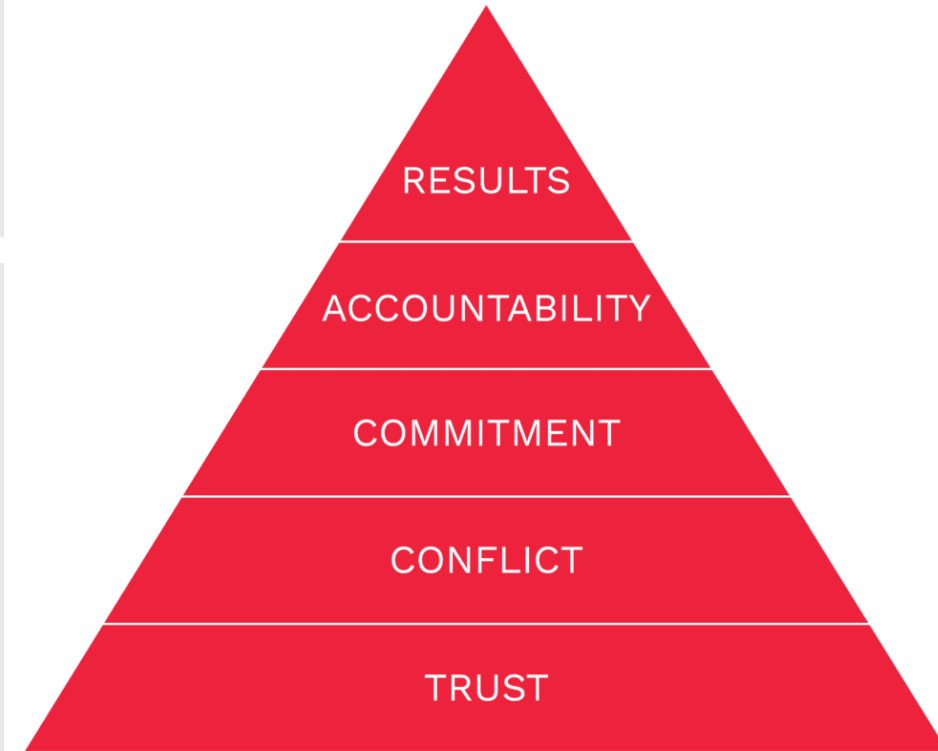 RESULTS
ACCOUNTABILITY
COMMITMENT
CONFLICT
TRUST